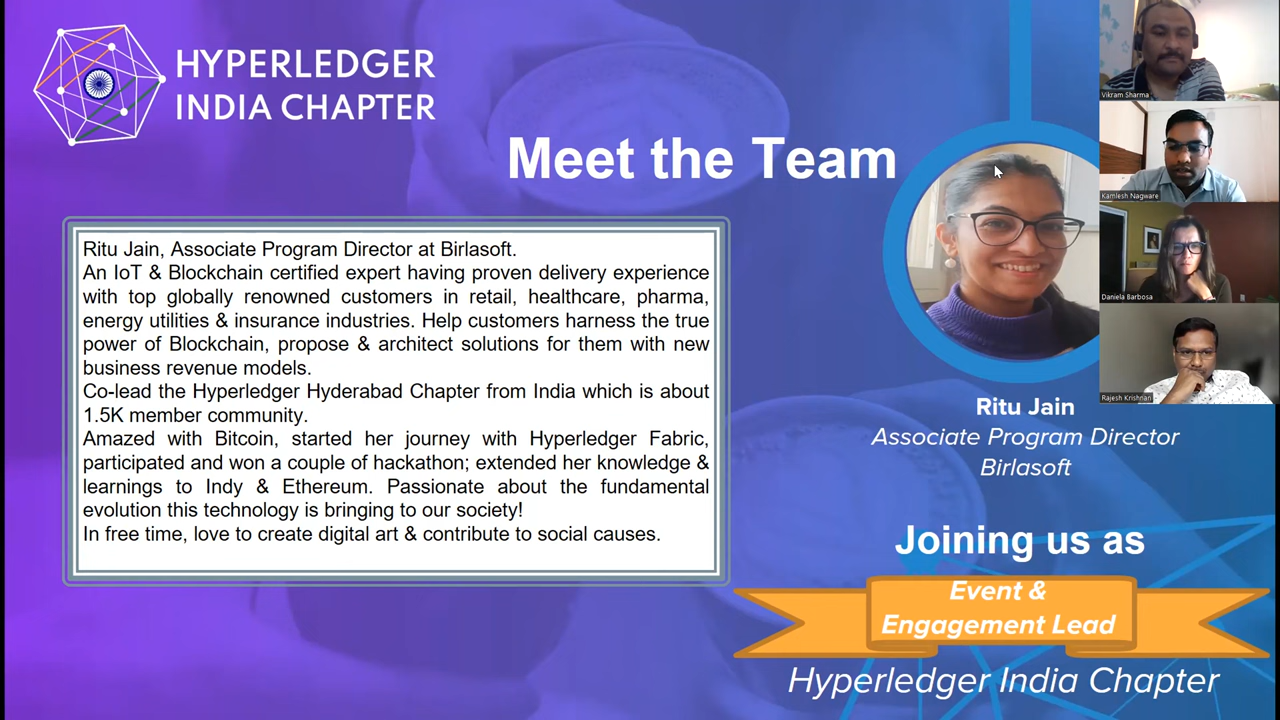 HYPERLEDGER
INDIA CHAPTER
Meet the Team
Ritu Jain, Associate Program Director at Birlasoft.
An IoT & Blockchain certified expert having proven delivery experience
with top globally renowned customers in retail, healthcare, pharma,
energy utilities & insurance industries. Help customers harness the true
power of Blockchain, propose & architect solutions for them with new
business revenue models.
Co-lead the Hyperledger Hyderabad Chapter from India which is about
1.5K member community.
Amazed with Bitcoin, started her journey with Hyperledger Fabric,
participated and won a couple of hackathon; extended her knowledge &
learnings to Indy & Ethereum. Passionate about the fundamental
evolution this technology is bringing to our society!
In free time, love to create digital art & contribute to social causes.
Ritu Jain
Associate Program Director
Birlasoft
Joining us as
Event &
Engagement Lead
Hyperledger India Chapter
Vikram Sharma
Kamlesh Nagware
Daniela Barbosa
Rajesh Krishnan